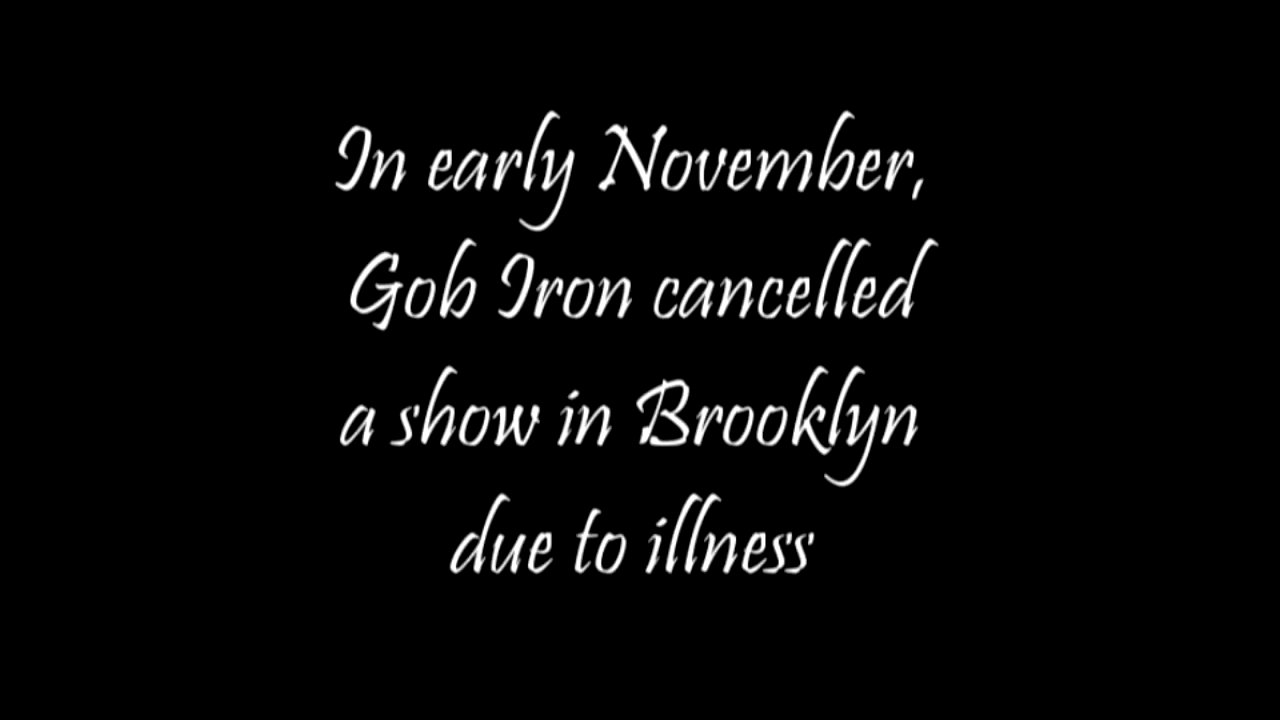 In early November,
Gob Iron cancelled
a show in Brooklyn
due to illness